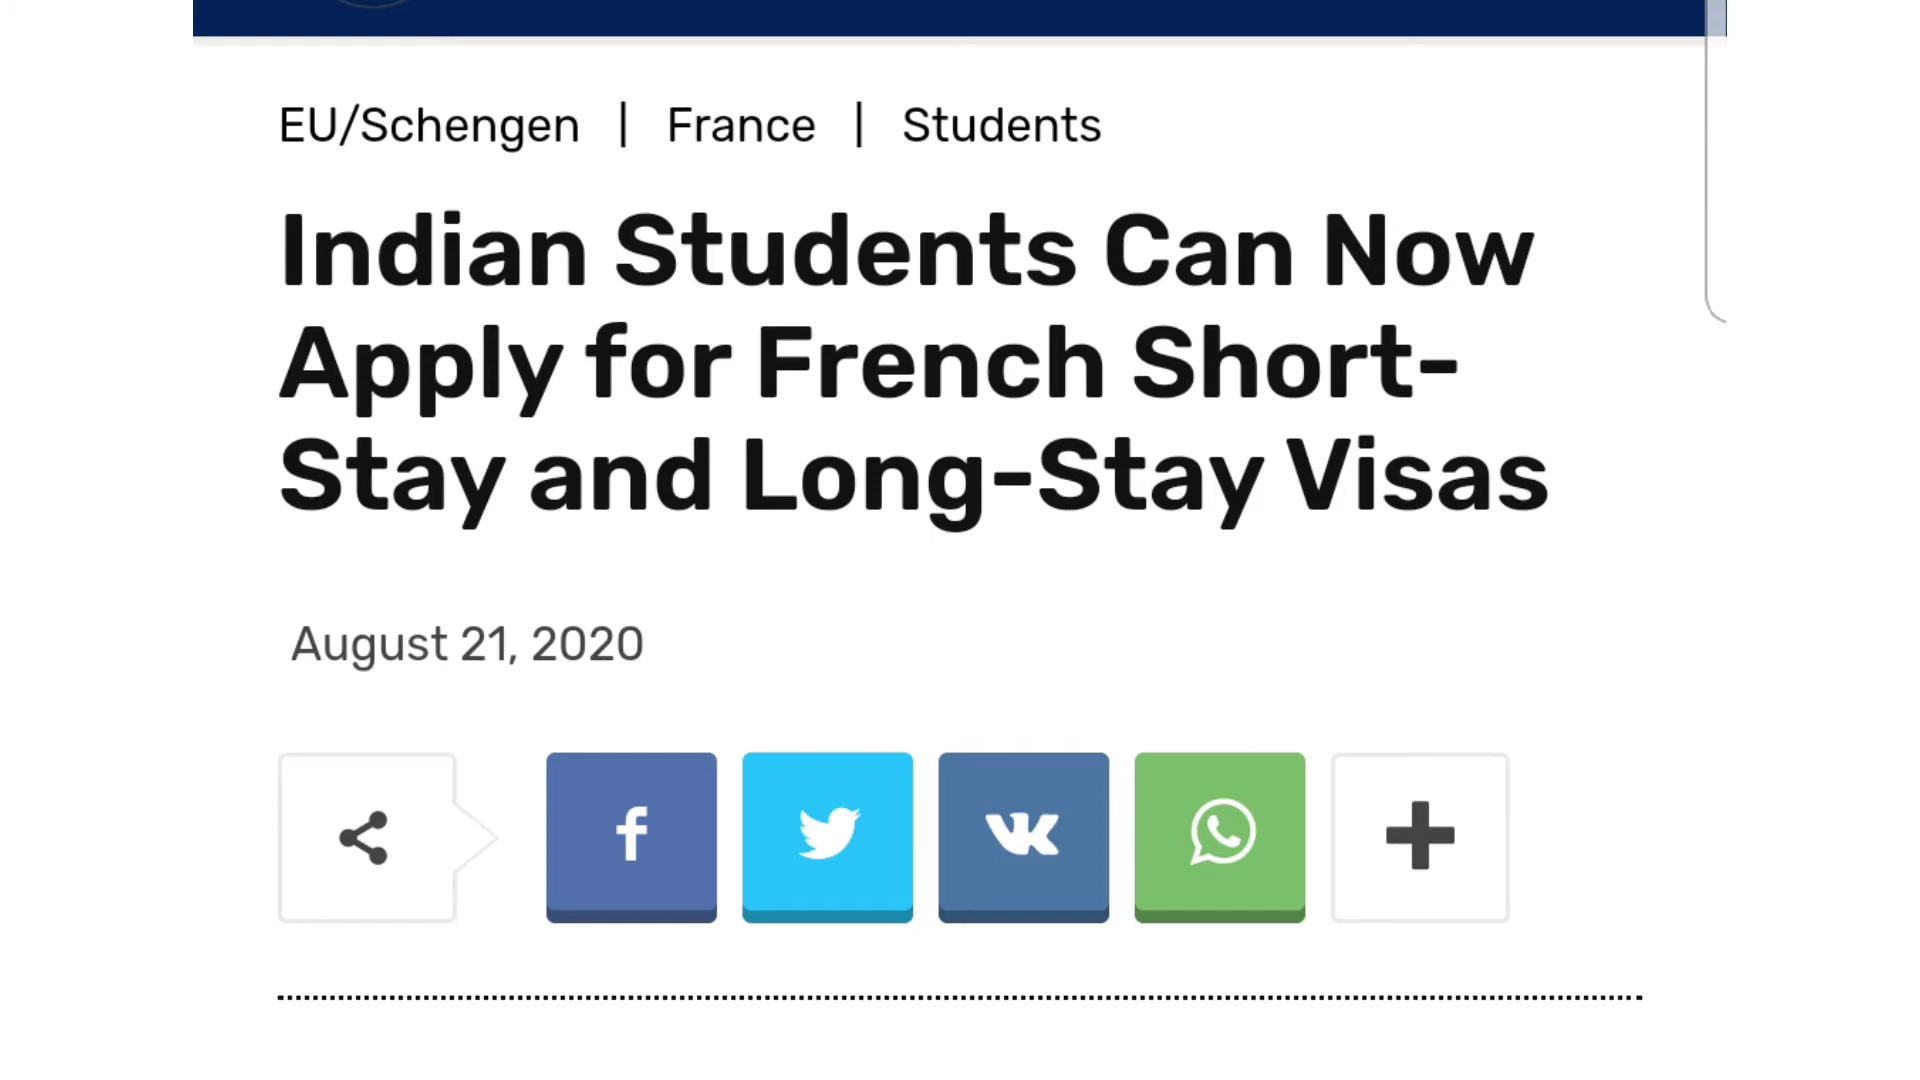 EU/Schengen | France | Students
Indian Students Can Now
Apply for French Short-
Stay and Long-Stay Visas
August 21, 2020